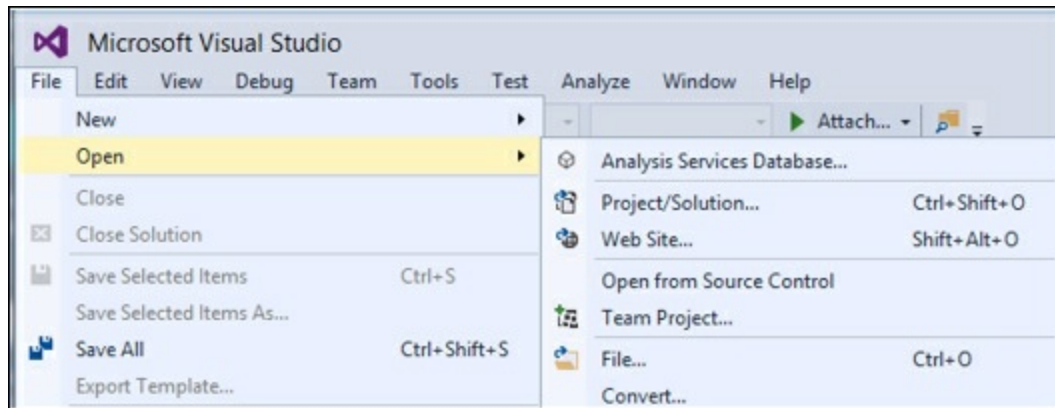 Microsoft Visual Studio
File Edit View Debug Team Tools Test Analyze Window Help
Attach...
New
Open
Close
Close Solution
Save Selected Items Ctrl+S
Save Selected Items As...
Save All Ctrl+Shift+S
Export Template...
Analysis Services Database...
Project/Solution... Ctrl+Shift+O
Web Site... Shift+Alt+O
Open from Source Control
Team Project...
File... Ctrl+O
Convert...